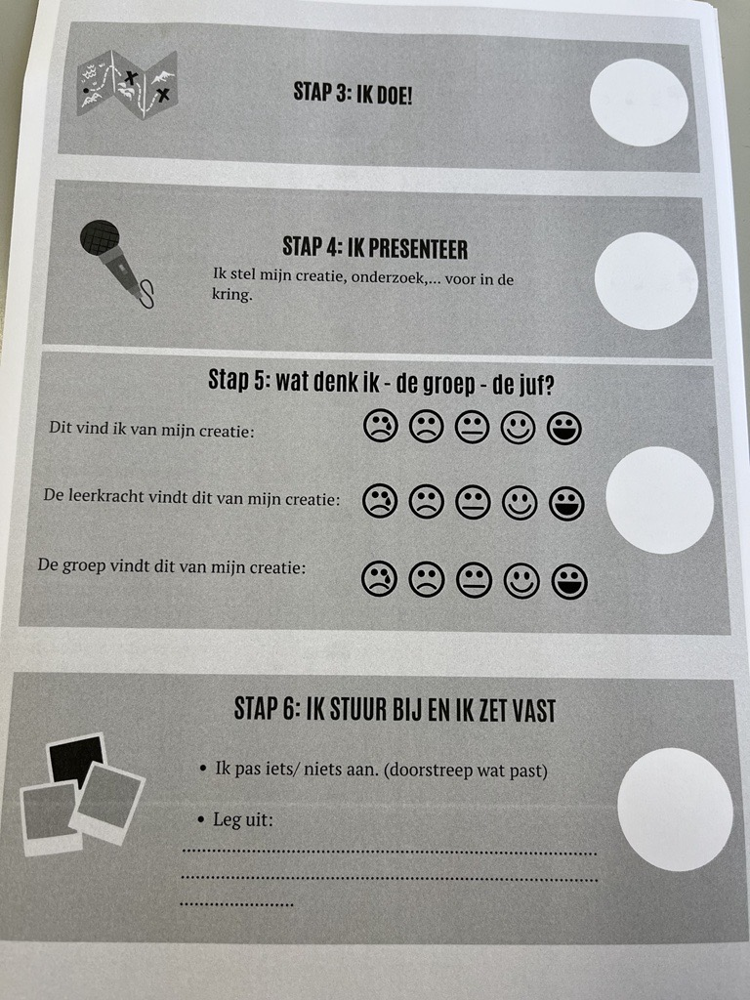 STAP 3: IK DOE!
STAP 4: IK PRESENTEER
Ik stel mijn creatie, onderzoek,... voor in de
kring.
Stap 5: wat denk ik - de groep - de juf?
Dit vind ik van mijn creatie:
De leerkracht vindt dit van mijn creatie:
De groep vindt dit van mijn creatie:
STAP 6: IK STUUR BIJ EN IK ZET VAST
• Ik pas iets/ niets aan. (doorstreep wat past)
• Leg uit: